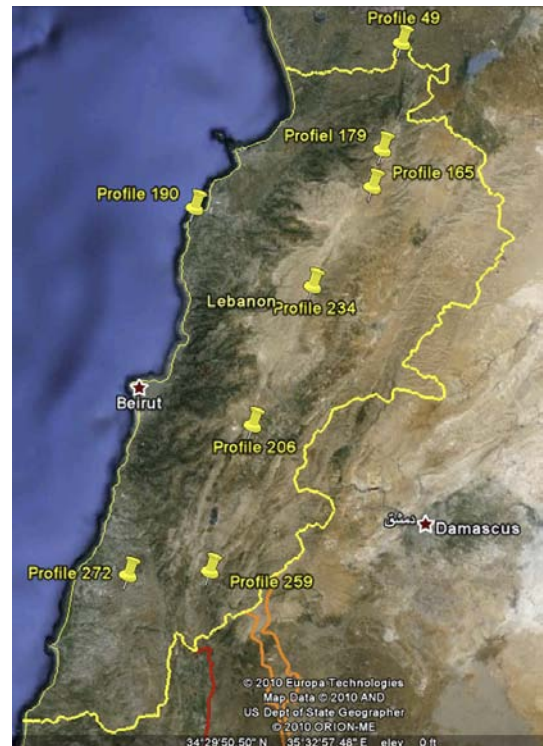 Profile 49
Profiel 179
Profile 165
Profile 190
Lebanon
Profile 234
Beirut
Profile 206
دمشق
Damascus
Profile 272
Profile 259
© 2010 Europa Technologies
Map Data © 2010 AND
US Dept of State Geographer
© 2010 ORION-ME
34°29'50.50" N 35°32'57.48" E elev 0 ft